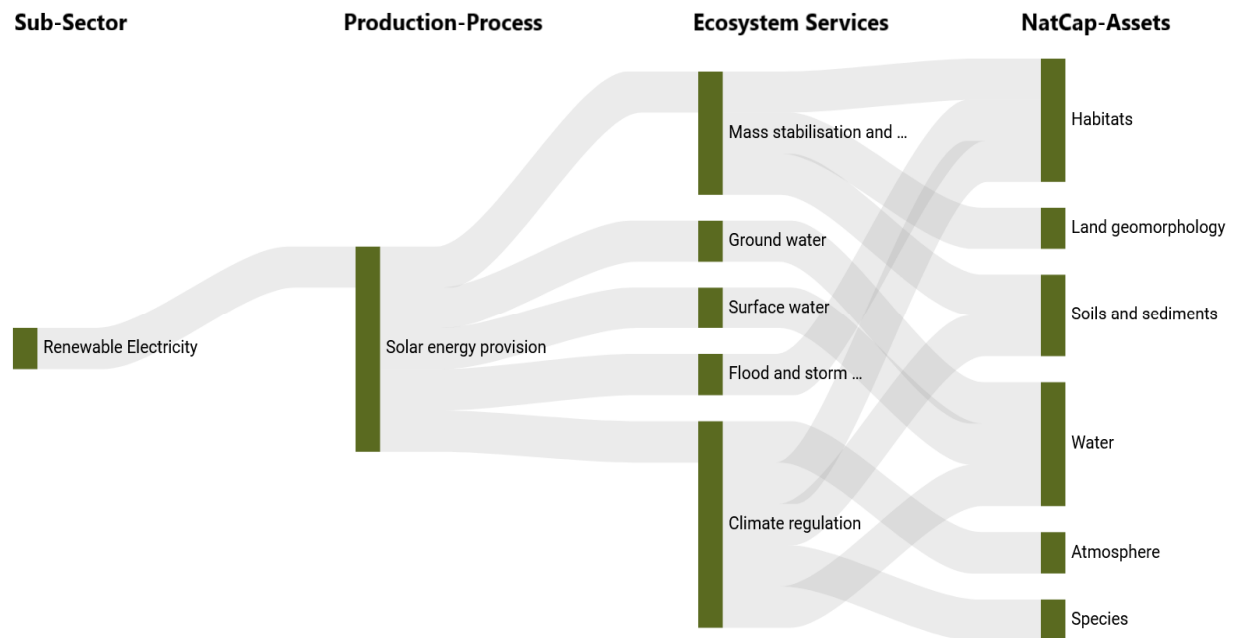 Sub-Sector
Production-Process
Ecosystem Services
NatCap-Assets
Renewable Electricity
Solar energy provision
Mass stabilisation and ...
Ground water
Surface water
Flood and storm ...
Climate regulation
Habitats
Land geomorphology
Soils and sediments
Water
Atmosphere
Species